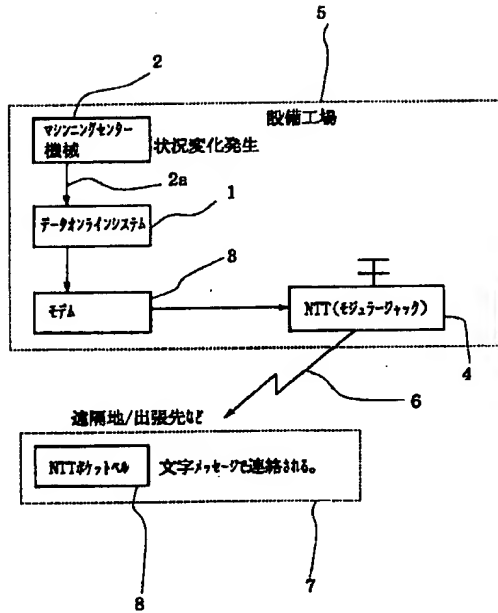 5
2
設備工場
マシンニングセンター
機械
状況変化発生
2a
1
データオンラインシステム
3
モデム
NTT(モジュラージャック)
4
6
遠隔地/出張先など
NTTポケットベル
文字メッセージで連絡される。
8
7